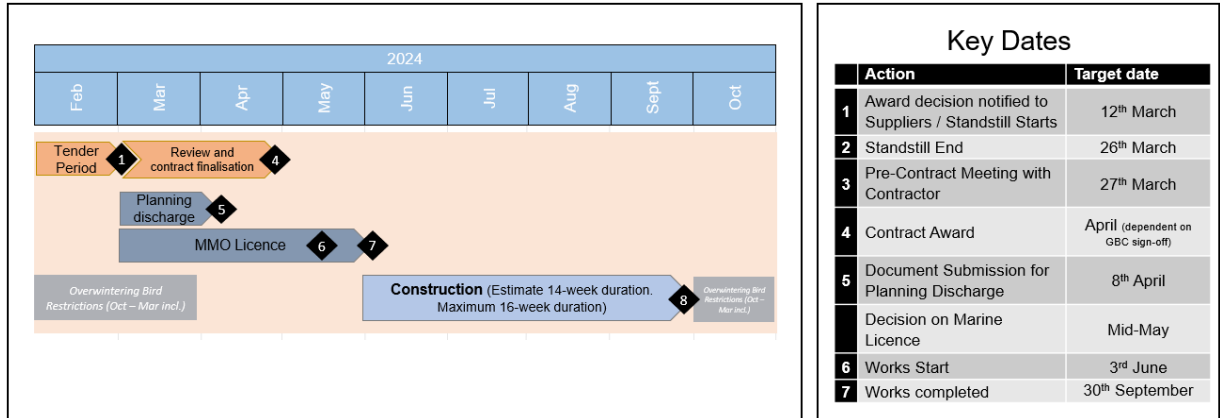 2024
Feb
Mar
Apr
May
Jun
Jul
Aug
Sept
Oct
Tender
Period
1
Review and
contract finalisation
4
Planning
discharge
5
MMO Licence
6
7
Overwintering Bird
Restrictions (Oct – Mar incl.)
Construction (Estimate 14-week duration.
Maximum 16-week duration)
8
Overwintering Bird
Restrictions (Oct –
Mar incl.)
Key Dates
Action Target date
1 Award decision notified to
Suppliers / Standstill Starts
12th March
2 Standstill End 26th March
3 Pre-Contract Meeting with
Contractor
27th March
4 Contract Award
April (dependent on
GBC sign-off)
5 Document Submission for
Planning Discharge
8th April
Decision on Marine
Licence
Mid-May
6 Works Start 3rd June
7 Works completed 30th September